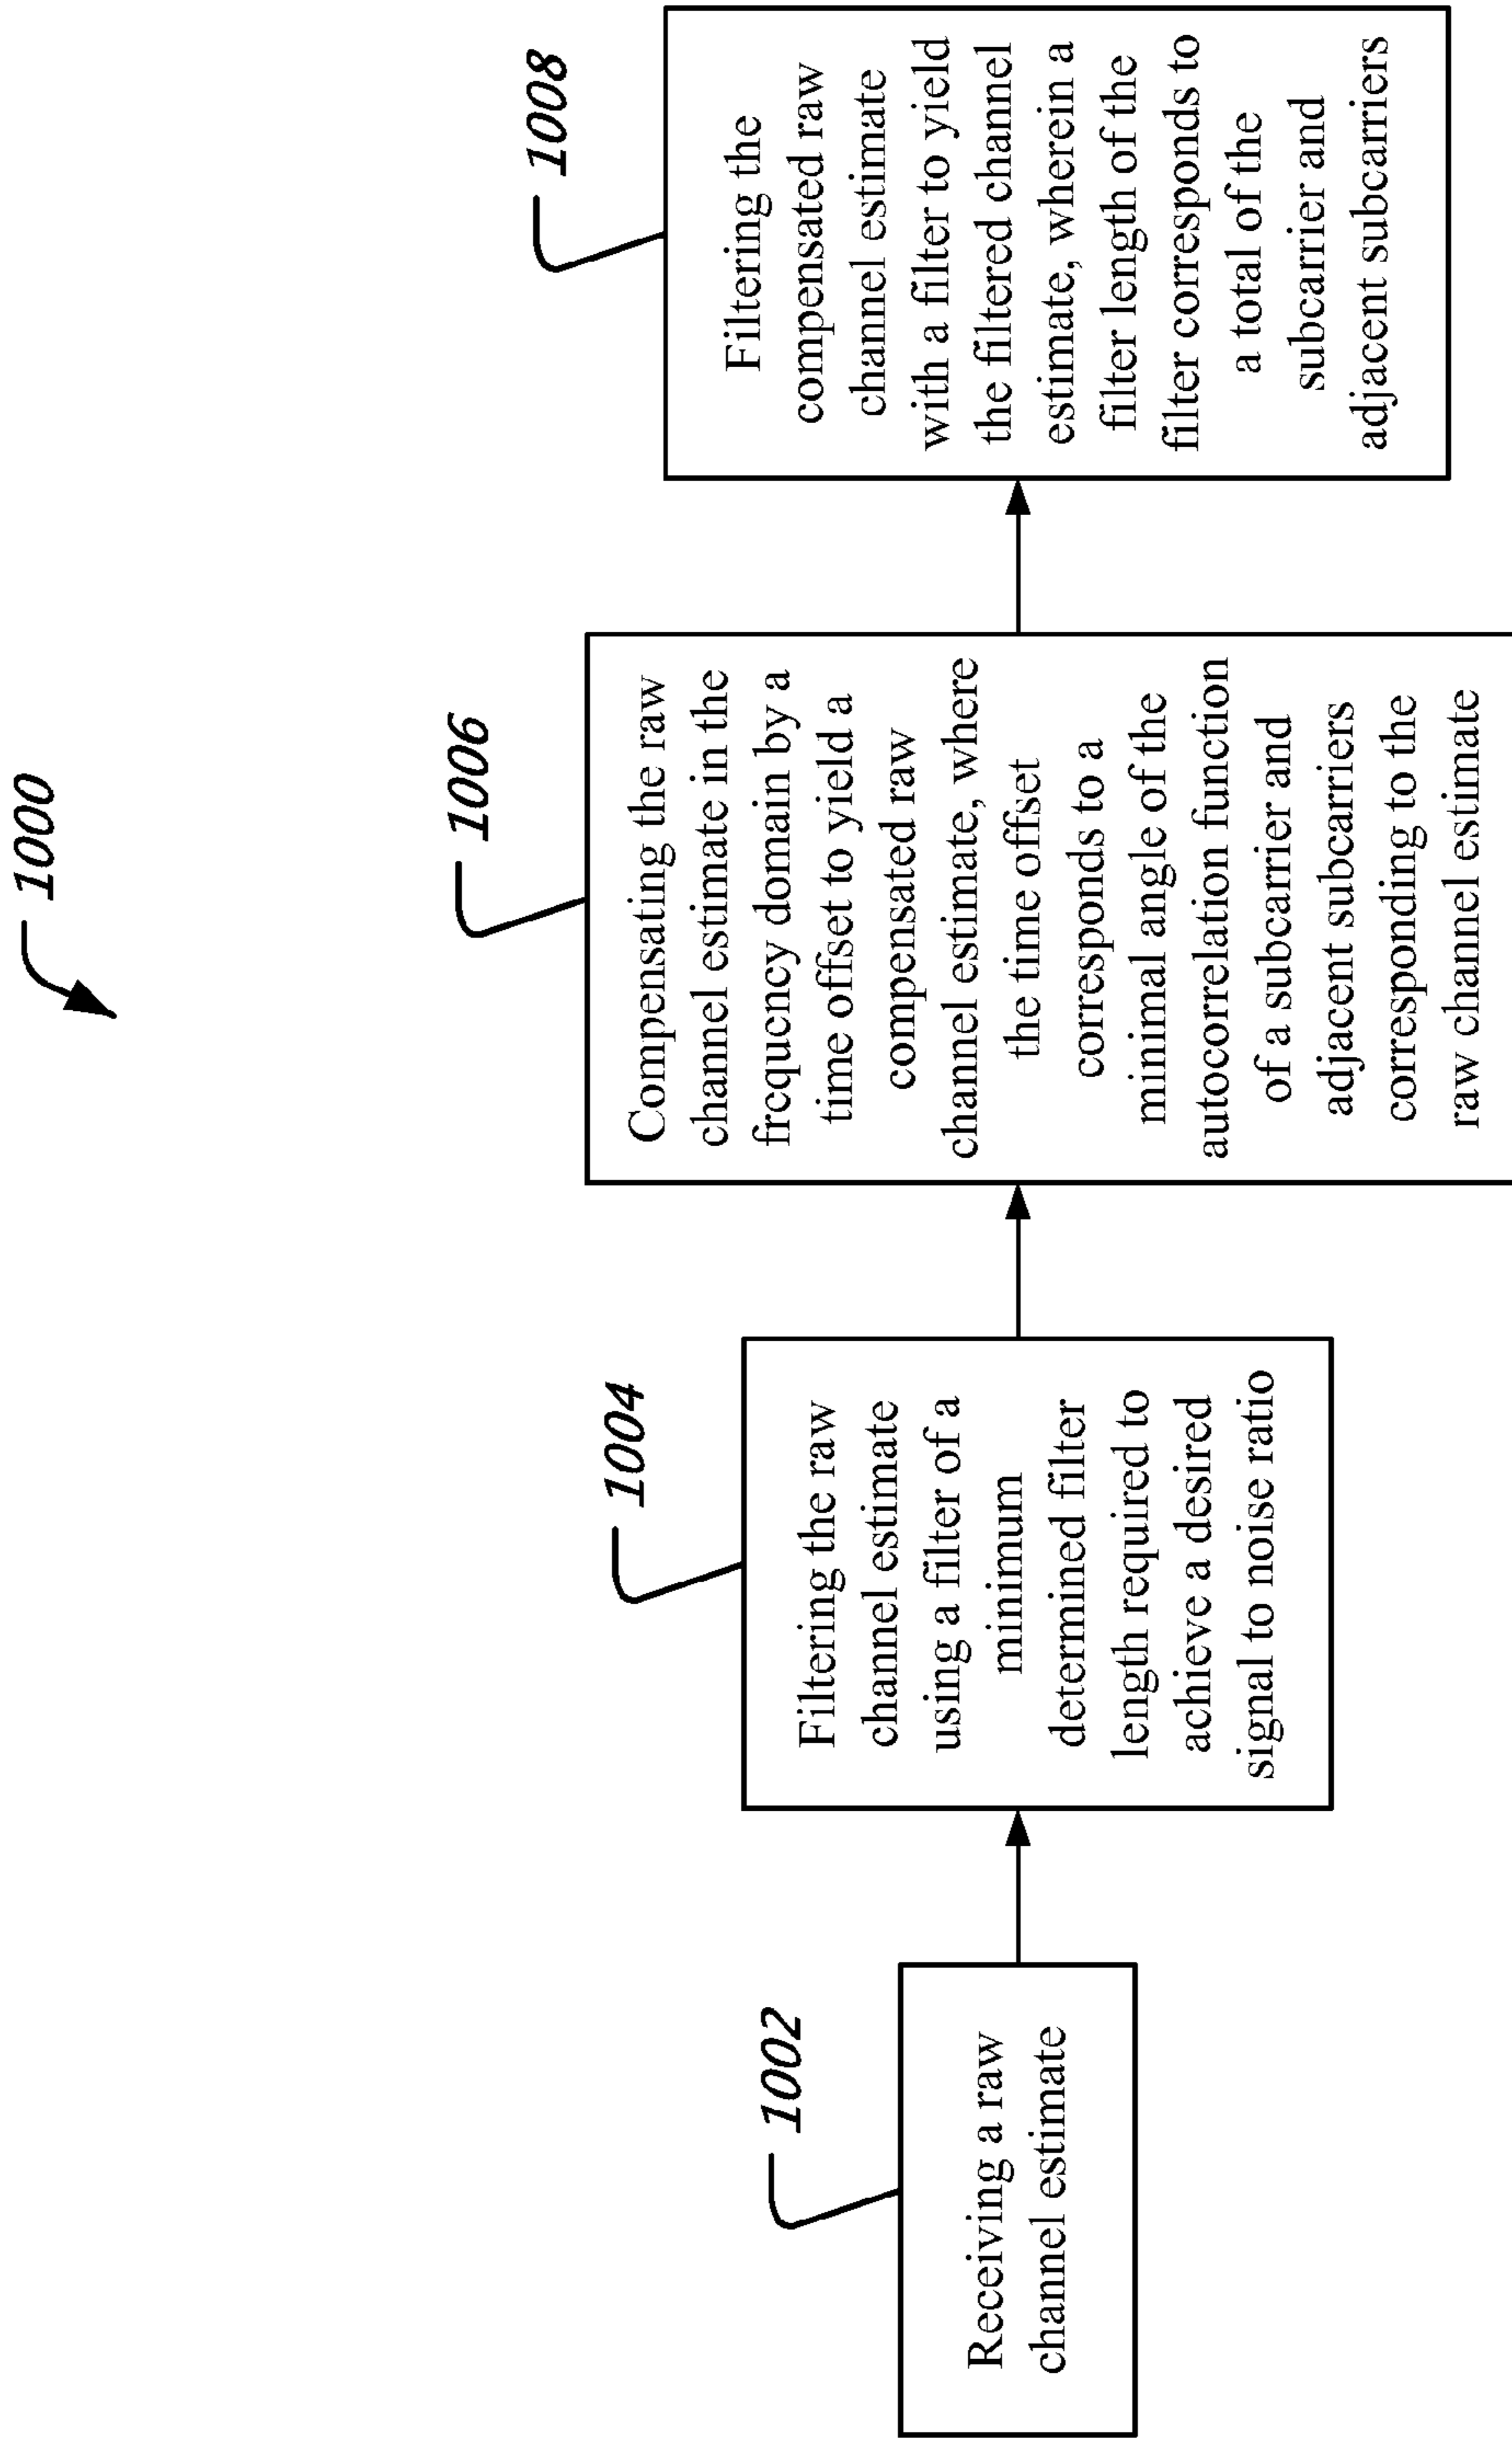 1000
1002
Receiving a raw
channel estimate
1004
Filtering the raw
channel estimate
using a filter of a
minimum
determined filter
length required to
achieve a desired
signal to noise ratio
1006
Compensating the raw
channel estimate in the
frequency domain by a
time offset to yield a
compensated raw
channel estimate, where
the time offset
corresponds to a
minimal angle of the
autocorrelation function
of a subcarrier and
adjacent subcarriers
corresponding to the
raw channel estimate
1008
Filtering the
compensated raw
channel estimate
with a filter to yield
the filtered channel
estimate, wherein a
filter length of the
filter corresponds to
a total of the
subcarrier and
adjacent subcarriers